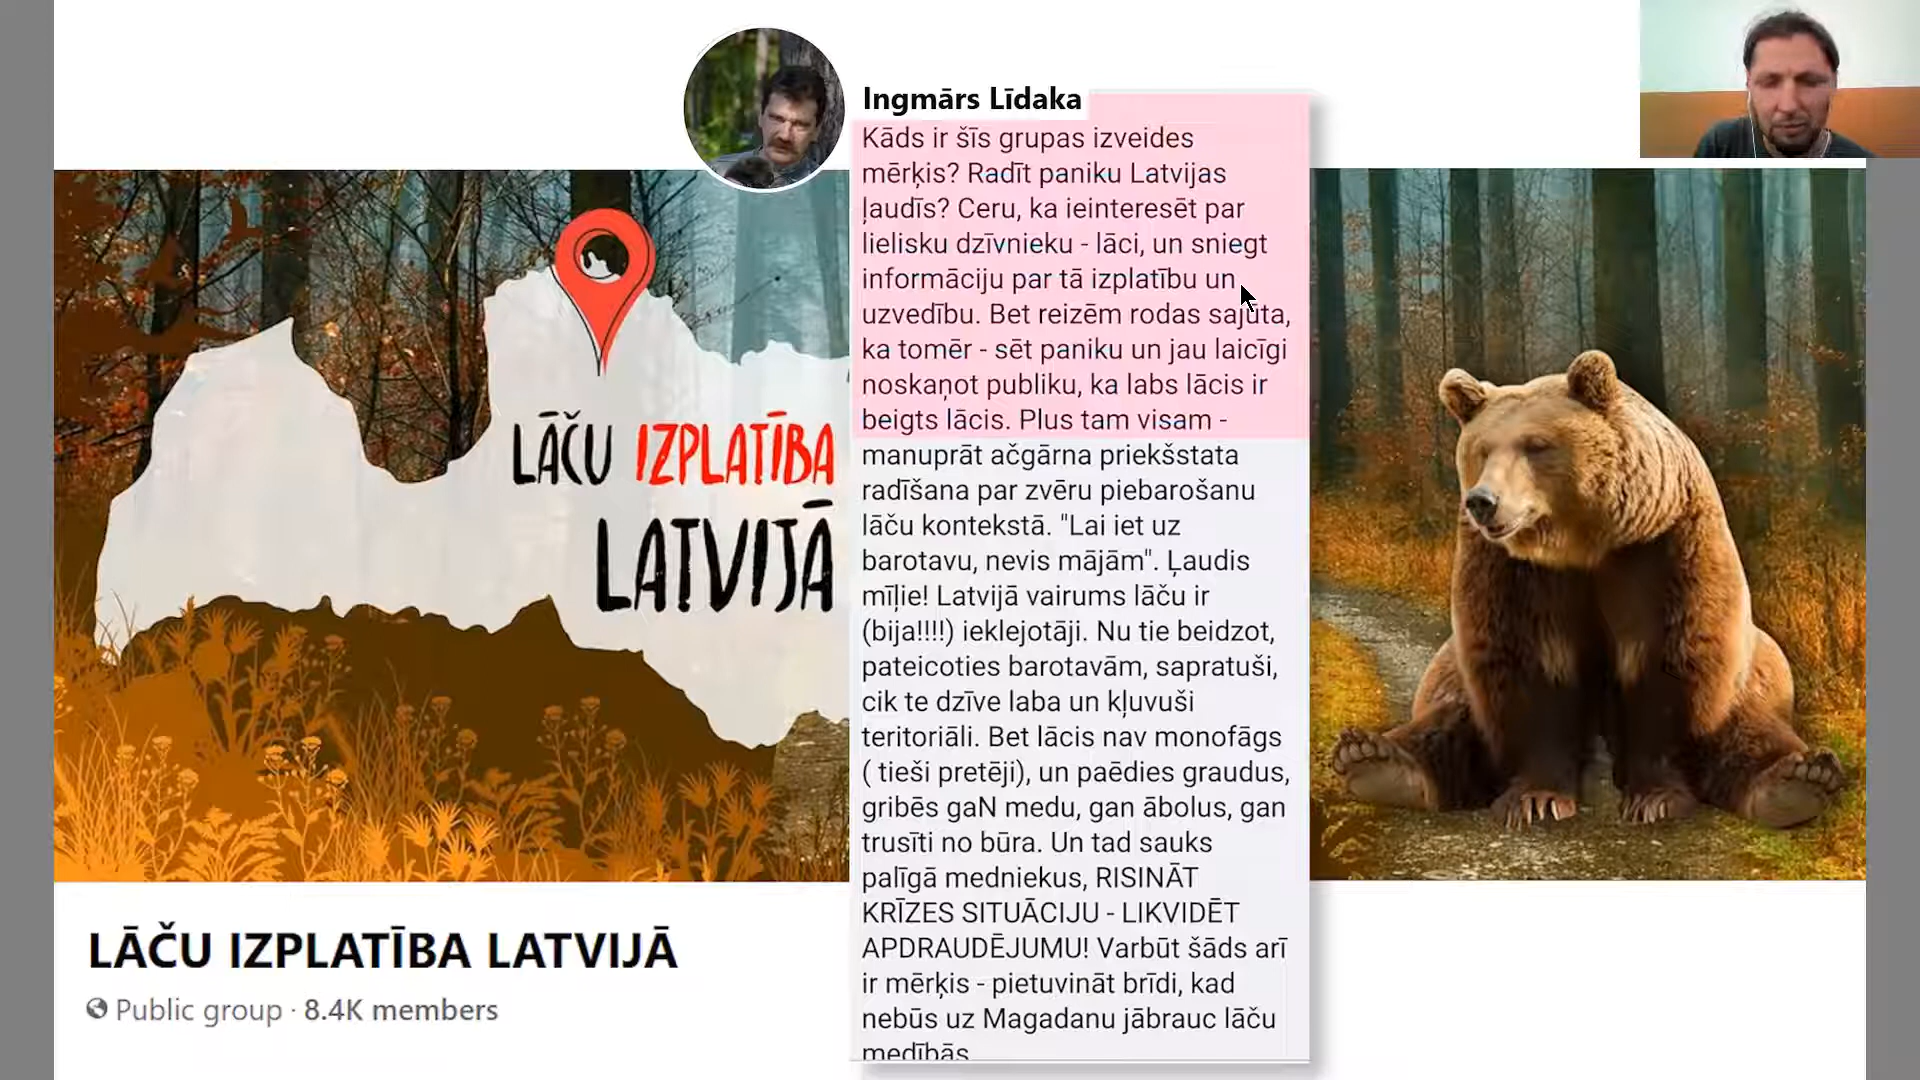 Ingmārs Līdaka
Kāds ir šīs grupas izveides
mērķis? Radīt paniku Latvijas
ļaudīs? Ceru, ka ieinteresēt par
lielisku dzīvnieku - lāci, un sniegt
informāciju par tā izplatību un
uzvedību. Bet reizēm rodas sajūta,
ka tomēr - sēt paniku un jau laicīgi
noskaņot publiku, ka labs lācis ir
beigts lācis. Plus tam visam -
manuprāt ačgārna priekšstata
radīšana par zvēru piebarošanu
lāču kontekstā. "Lai iet uz
barotavu, nevis mājām". Ļaudis
mīļie! Latvijā vairums lāču ir
(bija!!!!) ieklejotāji. Nu tie beidzot,
pateicoties barotavām, sapratuši,
cik te dzīve laba un kļuvuši
teritoriāli. Bet lācis nav monofāgs
( tieši pretēji), un paēdies graudus,
gribēs gaN medu, gan ābolus, gan
trusīti no būra. Un tad sauks
palīgā medniekus, RISINĀT
KRĪZES SITUĀCIJU - LIKVIDĒT
APDRAUDĒJUMU! Varbūt šāds arī
ir mērķis - pietuvināt brīdi, kad
nebūs uz Magadanu jābrauc lāču
medībās
LĀČU IZPLATĪBA
LATVIJĀ
LĀČU IZPLATĪBA LATVIJĀ
Public group · 8.4K members